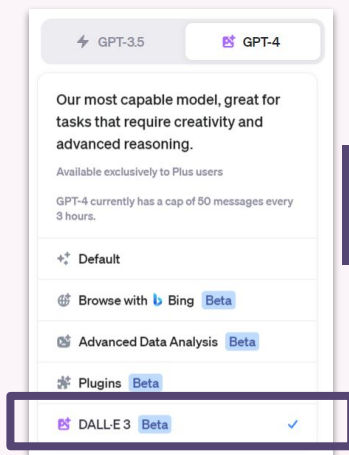 GPT-3.5
GPT-4
Our most capable model, great for
tasks that require creativity and
advanced reasoning.
Available exclusively to Plus users
GPT-4 currently has a cap of 50 messages every
3 hours.
Default
Browse with Bing Beta
Advanced Data Analysis Beta
Plugins Beta
DALL·E 3 Beta